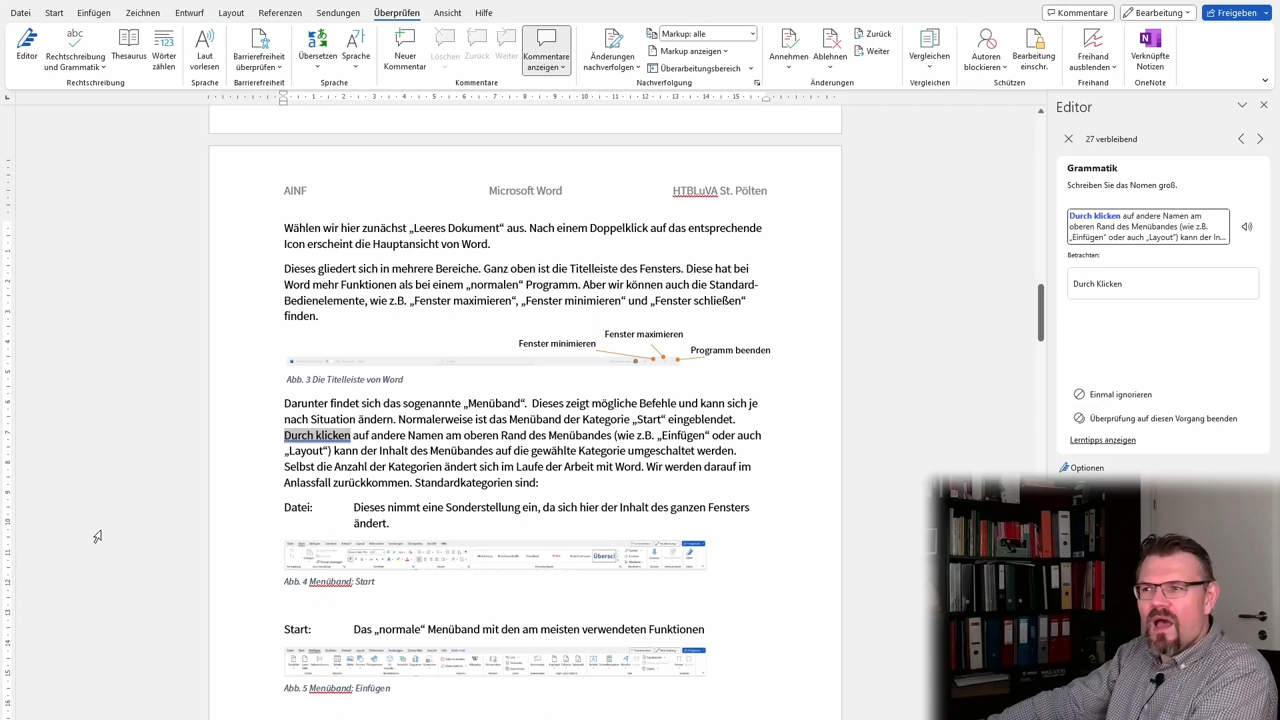 Datei Start Einfügen Zeichnen Entwurf Layout Referenzen Sendungen Überprüfen Ansicht Hilfe Kommentare Bearbeitung Freigeben
Editor
Rechtschreibung und Grammatik
Thesaurus
Wörter zählen
Rechtschreibung
Laut vorlesen
Sprache
Barrierefreiheit überprüfen
Barrierefreiheit
Übersetzen
Sprache
Sprache
Neuer Kommentar
Löschen
Zurück
Weiter
Kommentare anzeigen
Kommentare
Änderungen nachverfolgen
Markup: alle
Markup anzeigen
Überarbeitungsbereich
Nachverfolgung
Annehmen
Ablehnen
Zurück
Weiter
Änderungen
Vergleichen
Vergleichen
Autoren blockieren
Bearbeitung einschr.
Schützen
Freihand ausblenden
Freihand
Verknüpfte Notizen
OneNote
1 2 3 4 5 6 7 8 9 10 11 12 13 14 15
AINF Microsoft Word HTBLuVA St. Pölten
Wählen wir hier zunächst „Leeres Dokument“ aus. Nach einem Doppelklick auf das entsprechende
Icon erscheint die Hauptansicht von Word.
Dieses gliedert sich in mehrere Bereiche. Ganz oben ist die Titelleiste des Fensters. Diese hat bei
Word mehr Funktionen als bei einem „normalen“ Programm. Aber wir können auch die Standard-
Bedienelemente, wie z.B. „Fenster maximieren“, „Fenster minimieren“ und „Fenster schließen“
finden.
Fenster maximieren
Fenster minimieren
Programm beenden
Abb. 3 Die Titelleiste von Word
Darunter findet sich das sogenannte „Menüband“.  Dieses zeigt mögliche Befehle und kann sich je
nach Situation ändern. Normalerweise ist das Menüband der Kategorie „Start“ eingeblendet.
Durch klicken auf andere Namen am oberen Rand des Menübandes (wie z.B. „Einfügen“ oder auch
„Layout“) kann der Inhalt des Menübandes auf die gewählte Kategorie umgeschaltet werden.
Selbst die Anzahl der Kategorien ändert sich im Laufe der Arbeit mit Word. Wir werden darauf im
Anlassfall zurückkommen. Standardkategorien sind:
Datei: Dieses nimmt eine Sonderstellung ein, da sich hier der Inhalt des ganzen Fensters
ändert.
Abb. 4 Menüband; Start
Start: Das „normale“ Menüband mit den am meisten verwendeten Funktionen
Abb. 5 Menüband; Einfügen
Editor
27 verbleibend
Grammatik
Schreiben Sie das Nomen groß.
Durch klicken auf andere Namen am
oberen Rand des Menübandes (wie z.B.
„Einfügen“ oder auch „Layout“) kann der In...
Betrachten:
Durch Klicken
Einmal ignorieren
Überprüfung auf diesen Vorgang beenden
Lerntipps anzeigen
Optionen